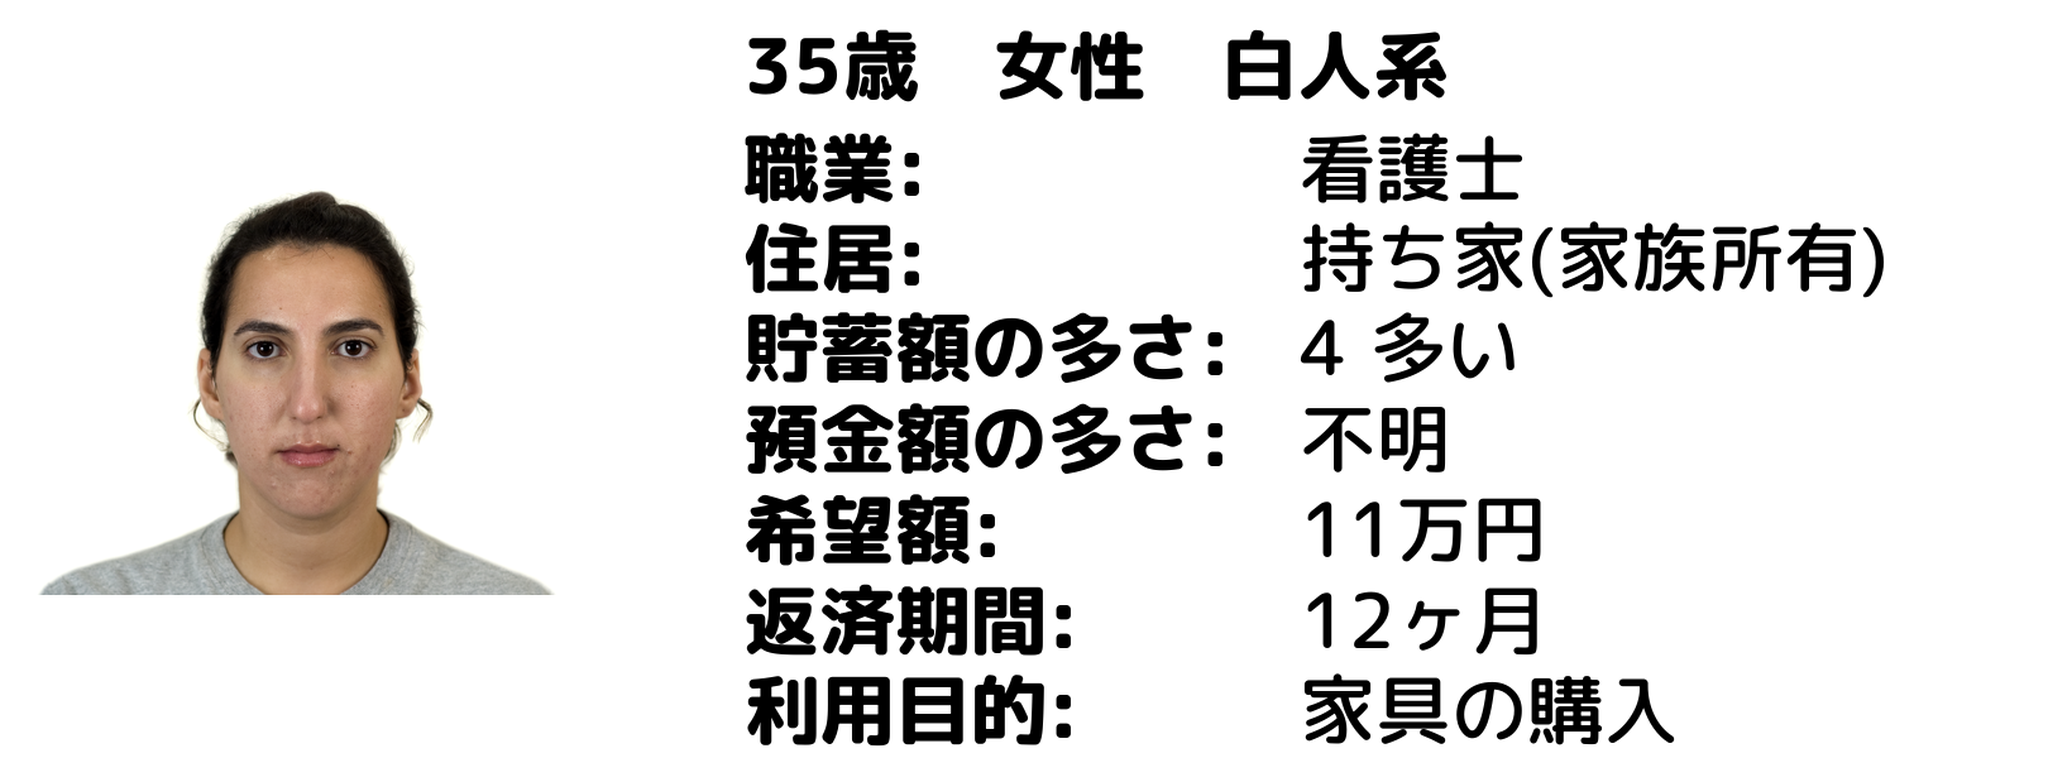 35歳　女性　白人系
職業: 看護士
住居: 持ち家(家族所有)
貯蓄額の多さ: 4 多い
預金額の多さ: 不明
希望額: 11万円
返済期間: 12ヶ月
利用目的: 家具の購入